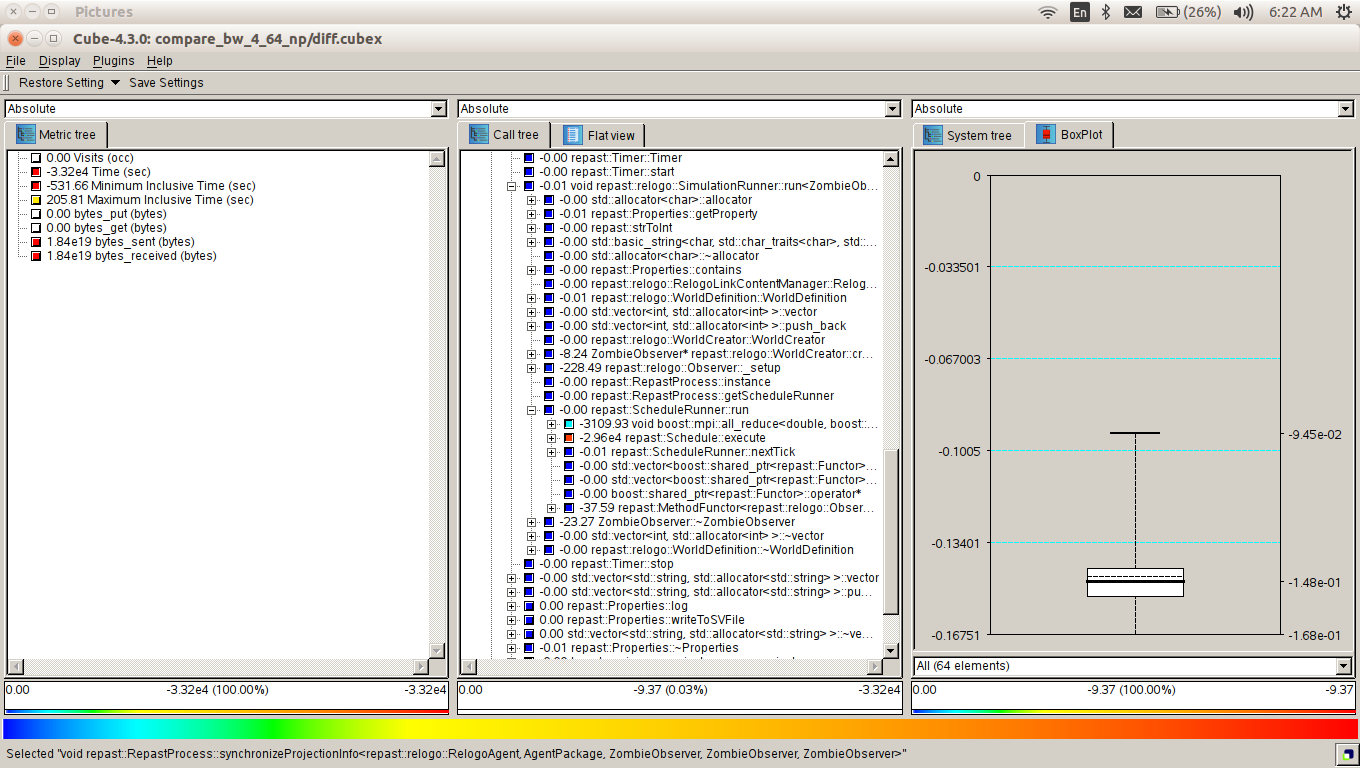 Pictures
En
(26%)
6:22 AM
Cube-4.3.0: compare_bw_4_64_np/diff.cubex
File Display Plugins Help
Restore Setting Save Settings
Absolute
Metric tree
0.00 Visits (occ)
-3.32e4 Time (sec)
-531.66 Minimum Inclusive Time (sec)
205.81 Maximum Inclusive Time (sec)
0.00 bytes_put (bytes)
0.00 bytes_get (bytes)
1.84e19 bytes_sent (bytes)
1.84e19 bytes_received (bytes)
0.00 -3.32e4 (100.00%) -3.32e4
Absolute
Call tree Flat view
-0.00 repast::Timer::Timer
-0.00 repast::Timer::start
-0.01 void repast::relogo::SimulationRunner::run<ZombieOb...
-0.00 std::allocator<char>::allocator
-0.01 repast::Properties::getProperty
-0.00 repast::strToInt
-0.00 std::basic_string<char, std::char_traits<char>, std::...
-0.00 std::allocator<char>::~allocator
-0.00 repast::Properties::contains
-0.00 repast::relogo::RelogoLinkContentManager::Relog...
-0.01 repast::relogo::WorldDefinition::WorldDefinition
-0.00 std::vector<int, std::allocator<int> >::vector
-0.00 std::vector<int, std::allocator<int> >::push_back
-0.00 repast::relogo::WorldCreator::WorldCreator
-8.24 ZombieObserver* repast::relogo::WorldCreator::cr...
-228.49 repast::relogo::Observer::_setup
-0.00 repast::RepastProcess::instance
-0.00 repast::RepastProcess::getScheduleRunner
-0.00 repast::ScheduleRunner::run
-3109.93 void boost::mpi::all_reduce<double, boost::...
-2.96e4 repast::Schedule::execute
-0.01 repast::ScheduleRunner::nextTick
-0.00 std::vector<boost::shared_ptr<repast::Functor>...
-0.00 std::vector<boost::shared_ptr<repast::Functor>...
-0.00 boost::shared_ptr<repast::Functor>::operator*
-37.59 repast::MethodFunctor<repast::relogo::Obser...
-23.27 ZombieObserver::~ZombieObserver
-0.00 std::vector<int, std::allocator<int> >::~vector
-0.00 repast::relogo::WorldDefinition::~WorldDefinition
-0.00 repast::Timer::stop
-0.00 std::vector<std::string, std::allocator<std::string> >::vector
-0.00 std::vector<std::string, std::allocator<std::string> >::pu...
0.00 repast::Properties::log
0.00 repast::Properties::writeToSVFile
0.00 std::vector<std::string, std::allocator<std::string> >::~ve...
-0.01 repast::Properties::~Properties
0.00 -9.37 (0.03%) -3.32e4
Absolute
System tree BoxPlot
0
-0.033501
-0.067003
-9.45e-02
-0.1005
-0.13401
-1.48e-01
-0.16751 -1.68e-01
All (64 elements)
0.00 -9.37 (100.00%) -9.37
Selected "void repast::RepastProcess::synchronizeProjectionInfo<repast::relogo::RelogoAgent, AgentPackage, ZombieObserver, ZombieObserver, ZombieObserver>"